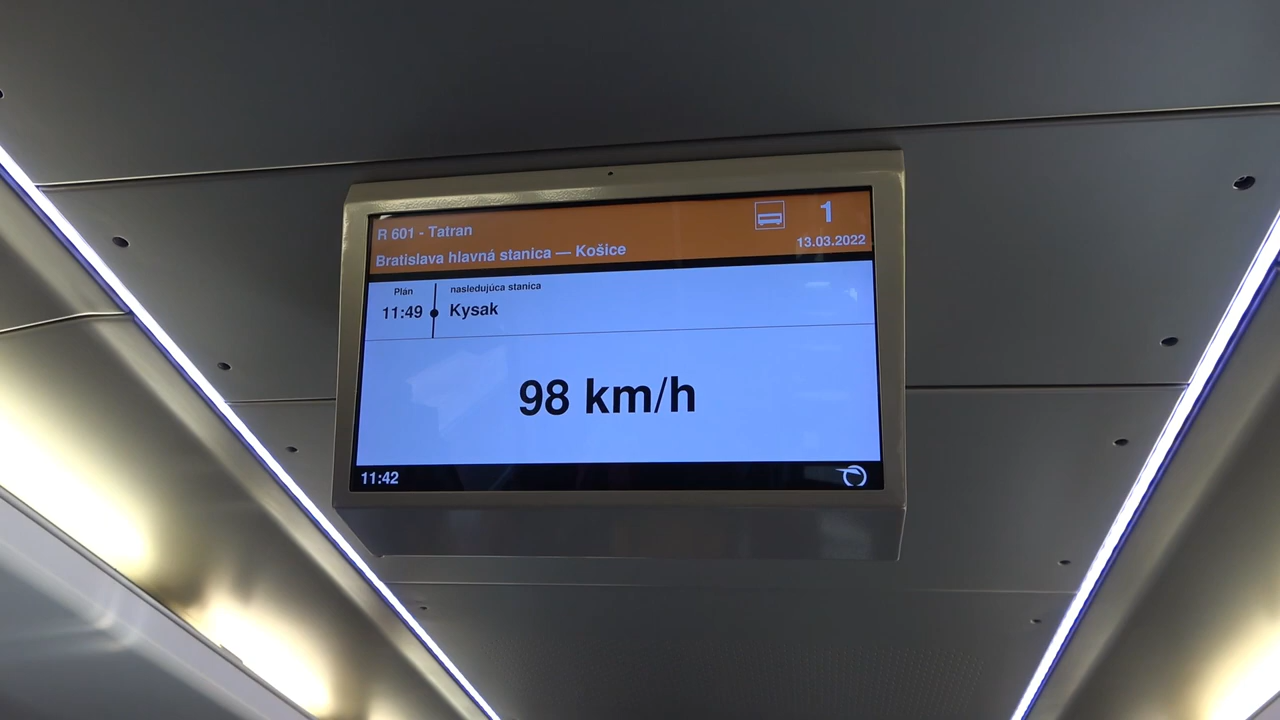 R 601 - Tatran
1
Bratislava hlavná stanica — Košice
13.03.2022
Plán
nasledujúca stanica
11:49
Kysak
98 km/h
11:42